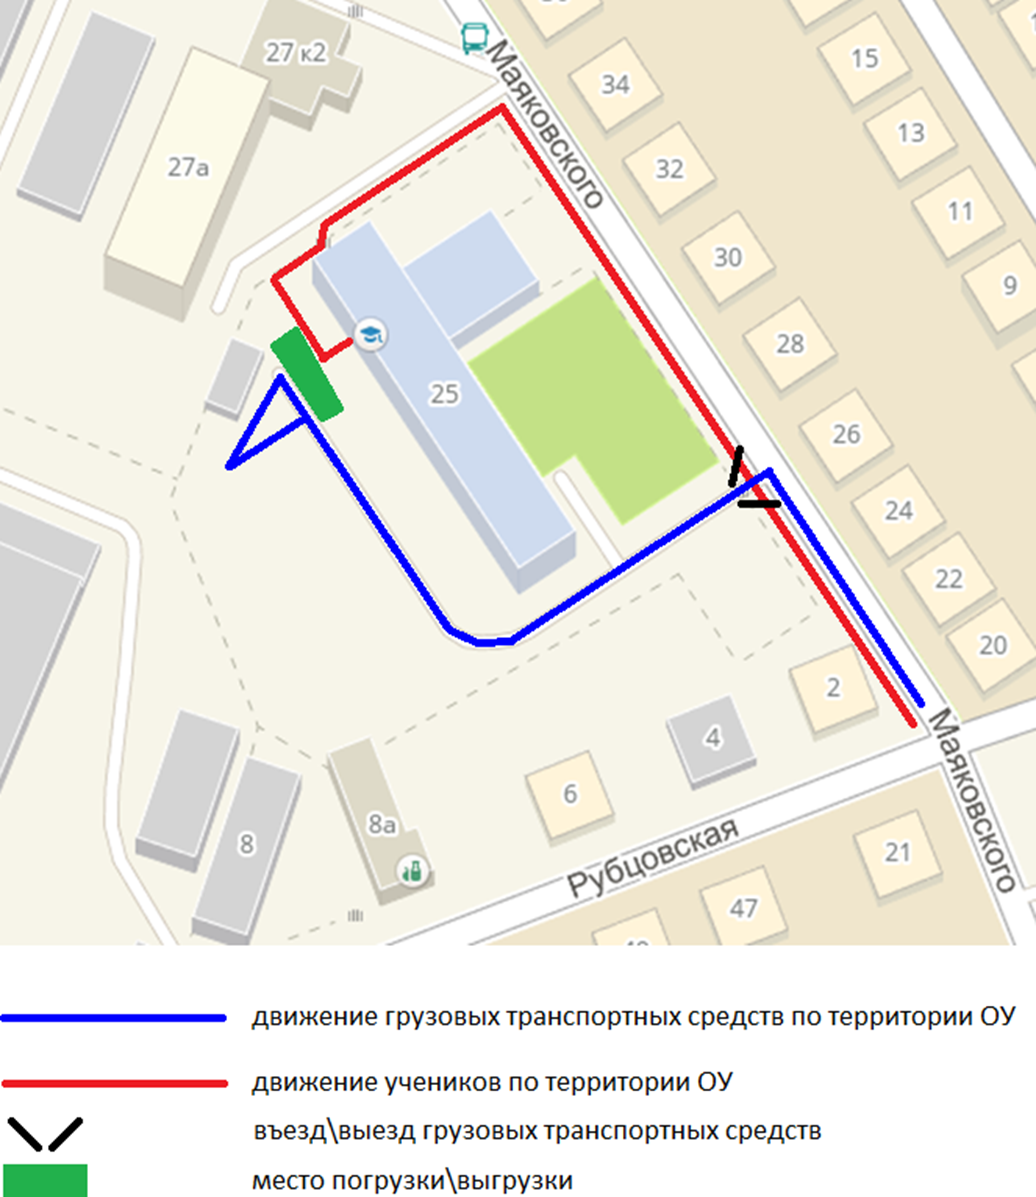 27 к2
Маяковского
34
15
27а
32
13
11
30
9
28
25
26
24
22
20
2
4
6
8а
8
Рубцовская
Маяковского
21
47
движение грузовых транспортных средств по территории ОУ
движение учеников по территории ОУ
въезд\выезд грузовых транспортных средств
место погрузки\выгрузки